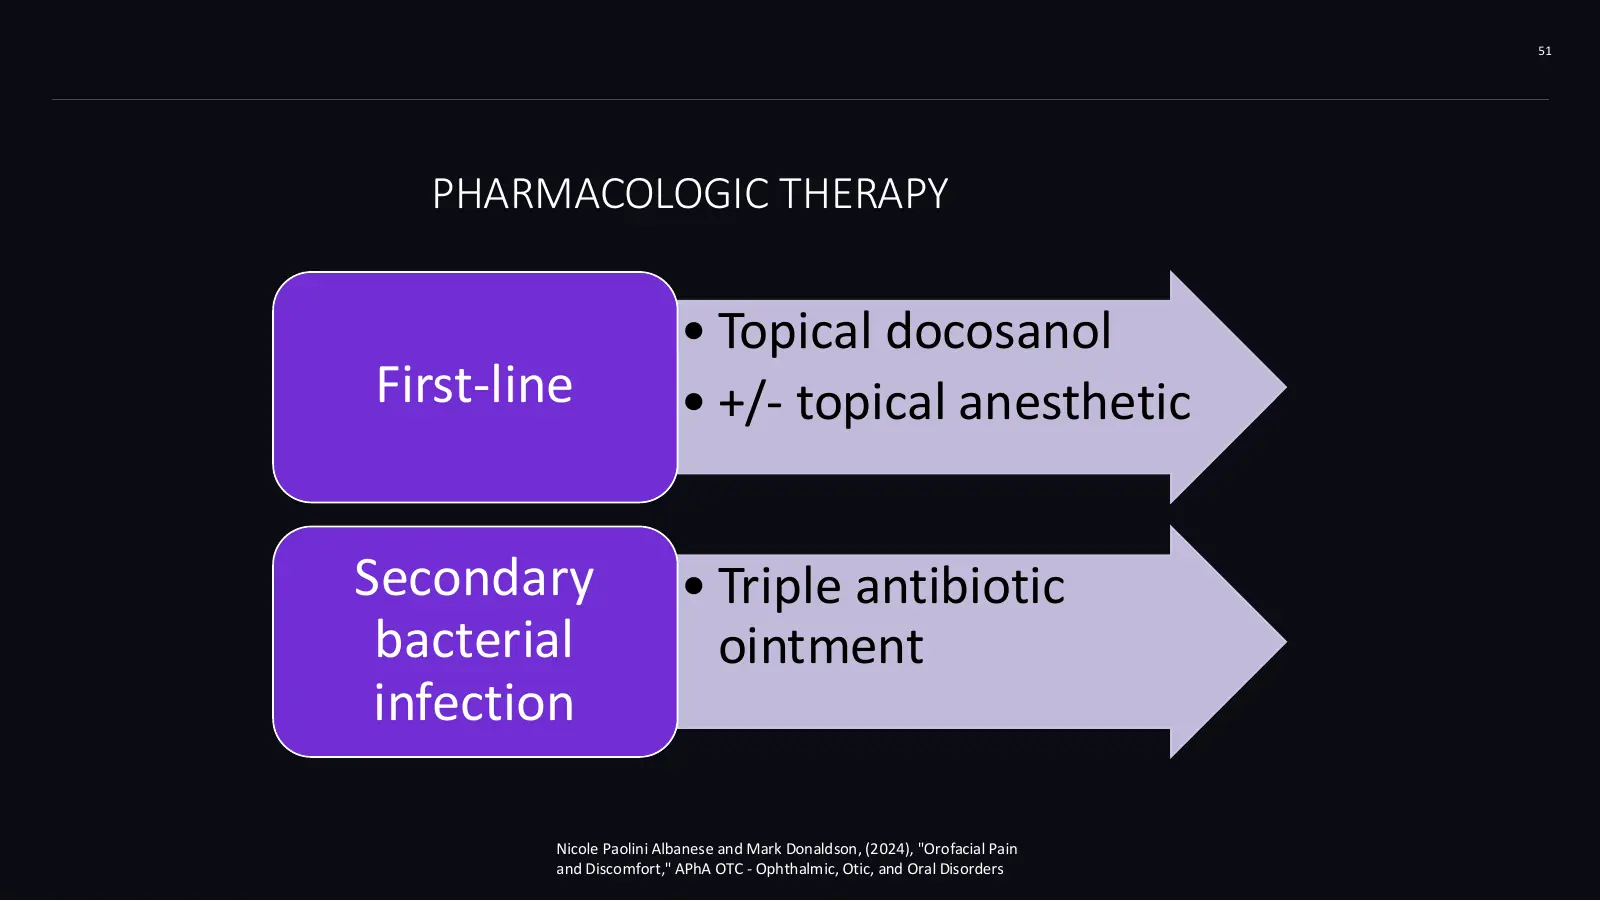 51
PHARMACOLOGIC THERAPY
First-line
• Topical docosanol
• +/- topical anesthetic
Secondary
bacterial
infection
• Triple antibiotic
ointment
Nicole Paolini Albanese and Mark Donaldson, (2024), "Orofacial Pain
and Discomfort," APhA OTC - Ophthalmic, Otic, and Oral Disorders